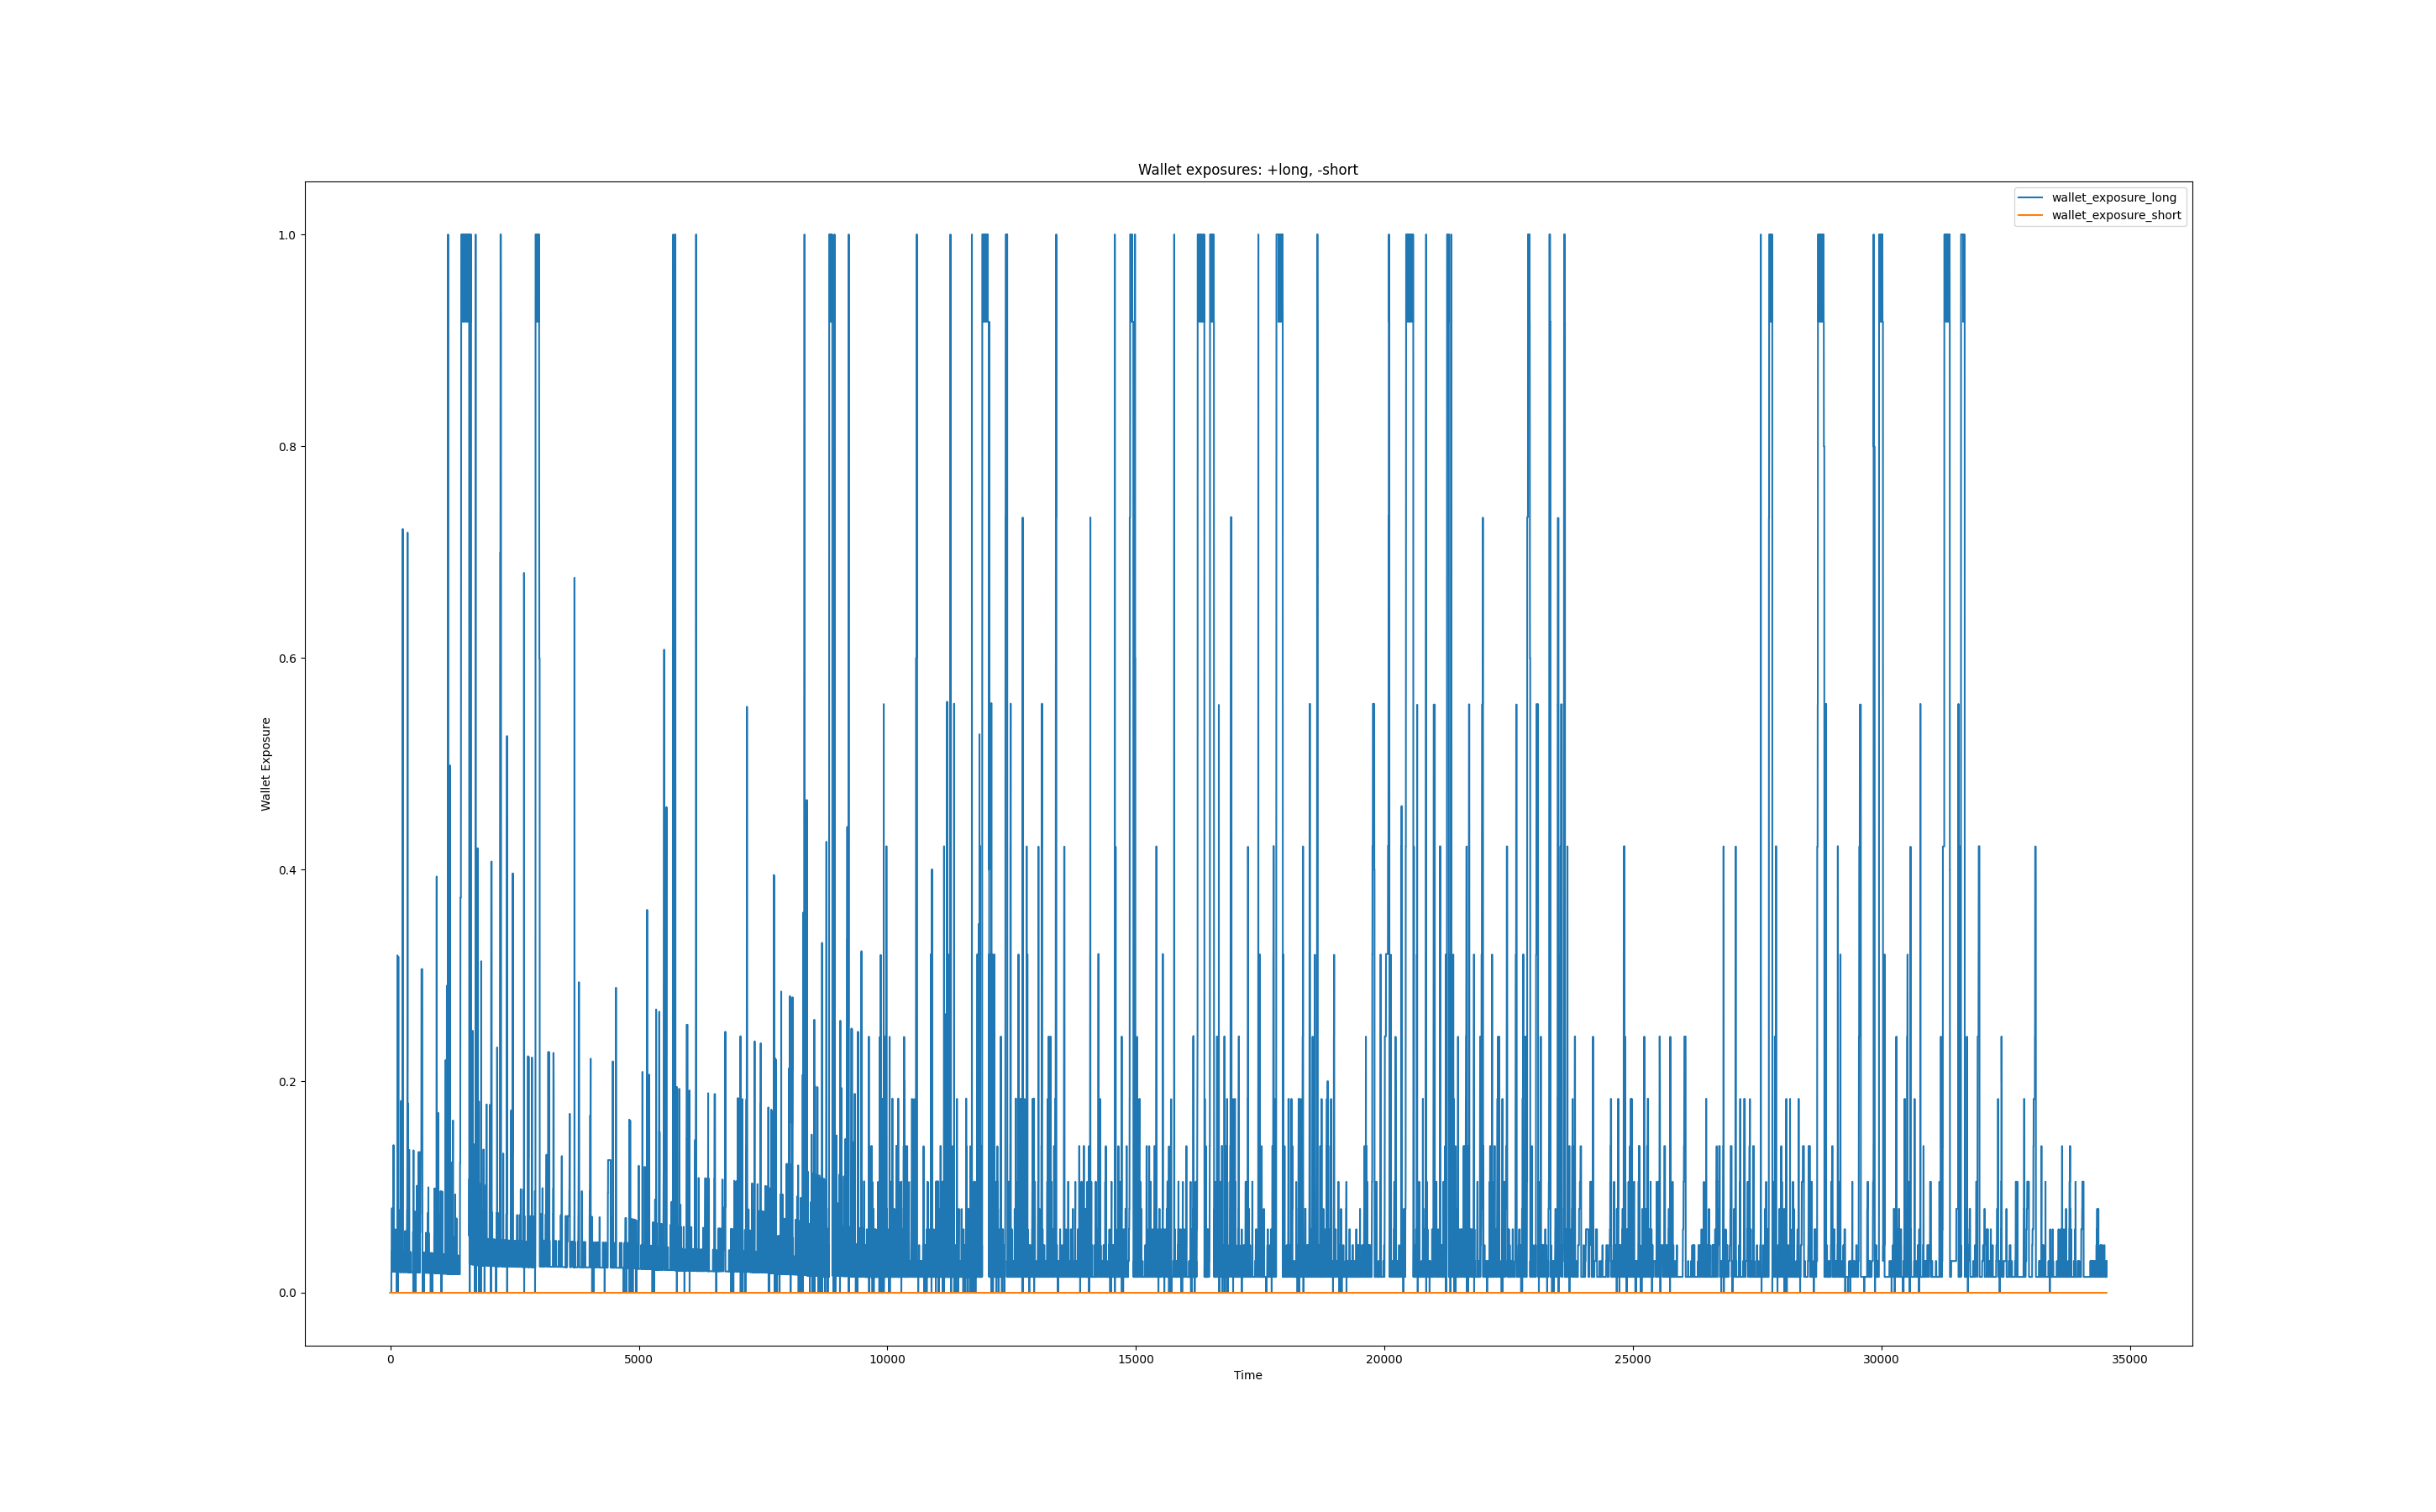 Wallet exposures: +long, -short
wallet_exposure_long
wallet_exposure_short
1.0
0.8
0.6
0.4
0.2
0.0
Wallet Exposure
0 5000 10000 15000 20000 25000 30000 35000
Time